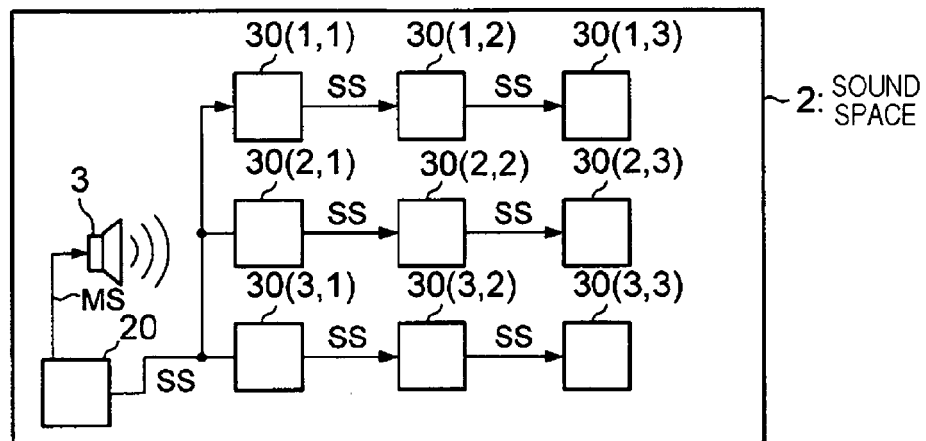 30(1,1) 30(1,2) 30(1,3)
SS SS
2: SOUND
SPACE
30(2,1) 30(2,2) 30(2,3)
3
SS SS
30(3,1) 30(3,2) 30(3,3)
MS
20
SS SS
SS